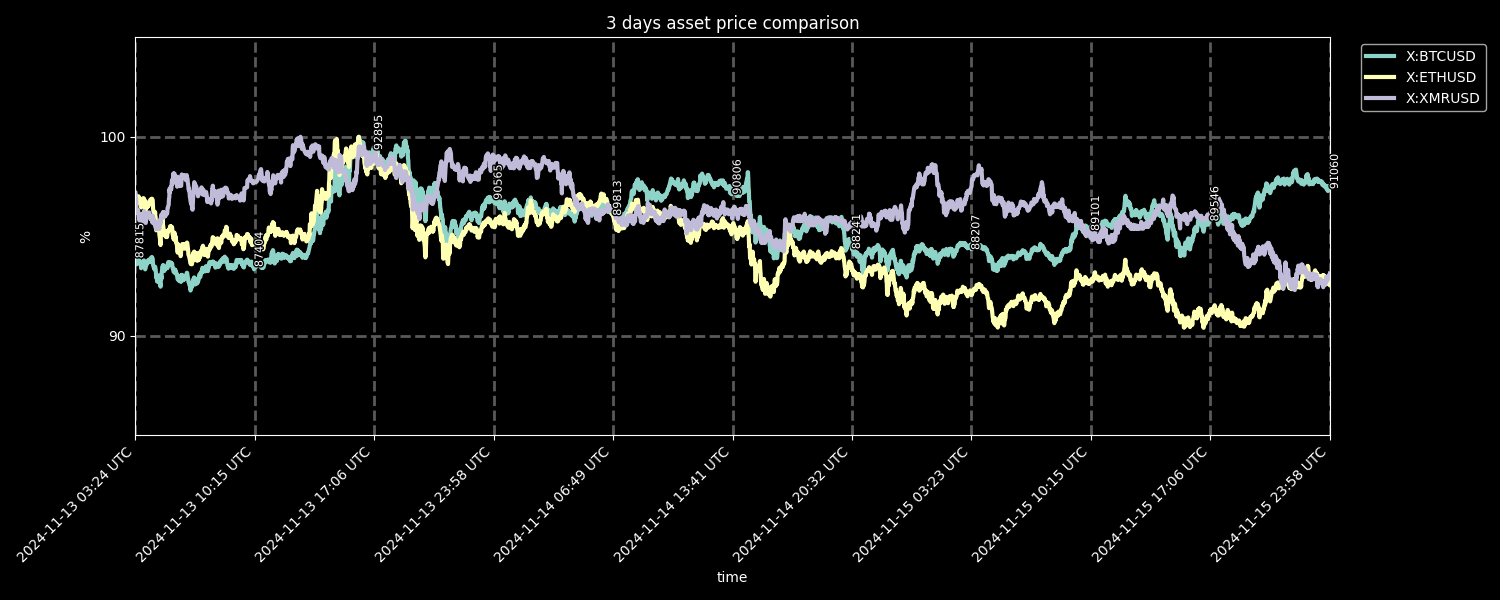 3 days asset price comparison
X:BTCUSD
X:ETHUSD
X:XMRUSD
100
90
%
87815
87404
92895
90565
89813
90806
88241
88207
89101
89546
91060
2024-11-13 03:24 UTC
2024-11-13 10:15 UTC
2024-11-13 17:06 UTC
2024-11-13 23:58 UTC
2024-11-14 06:49 UTC
2024-11-14 13:41 UTC
2024-11-14 20:32 UTC
2024-11-15 03:23 UTC
2024-11-15 10:15 UTC
2024-11-15 17:06 UTC
2024-11-15 23:58 UTC
time